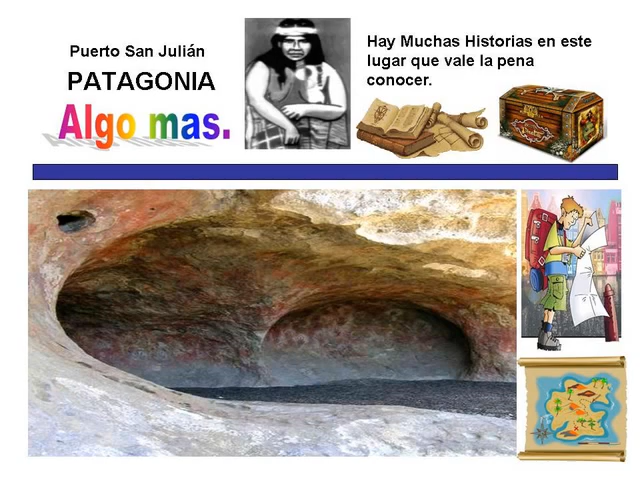 Puerto San Julián
PATAGONIA
Algo mas.
Hay Muchas Historias en este
lugar que vale la pena
conocer.